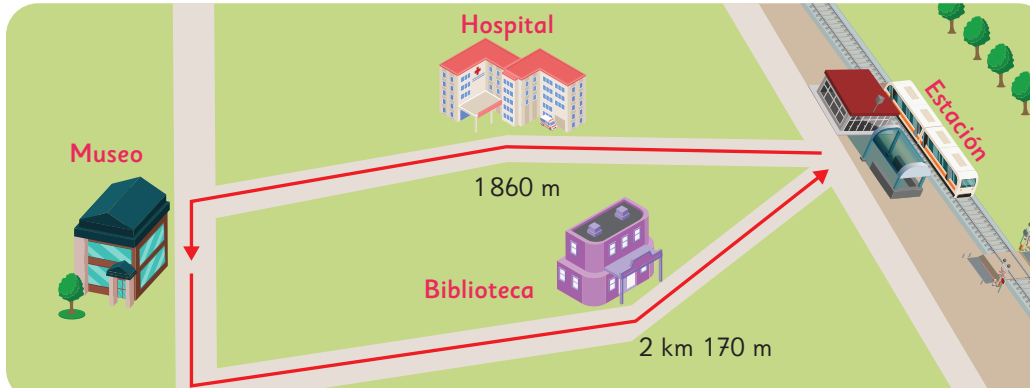 Hospital
Estación
Museo
1 860 m
Biblioteca
2 km 170 m